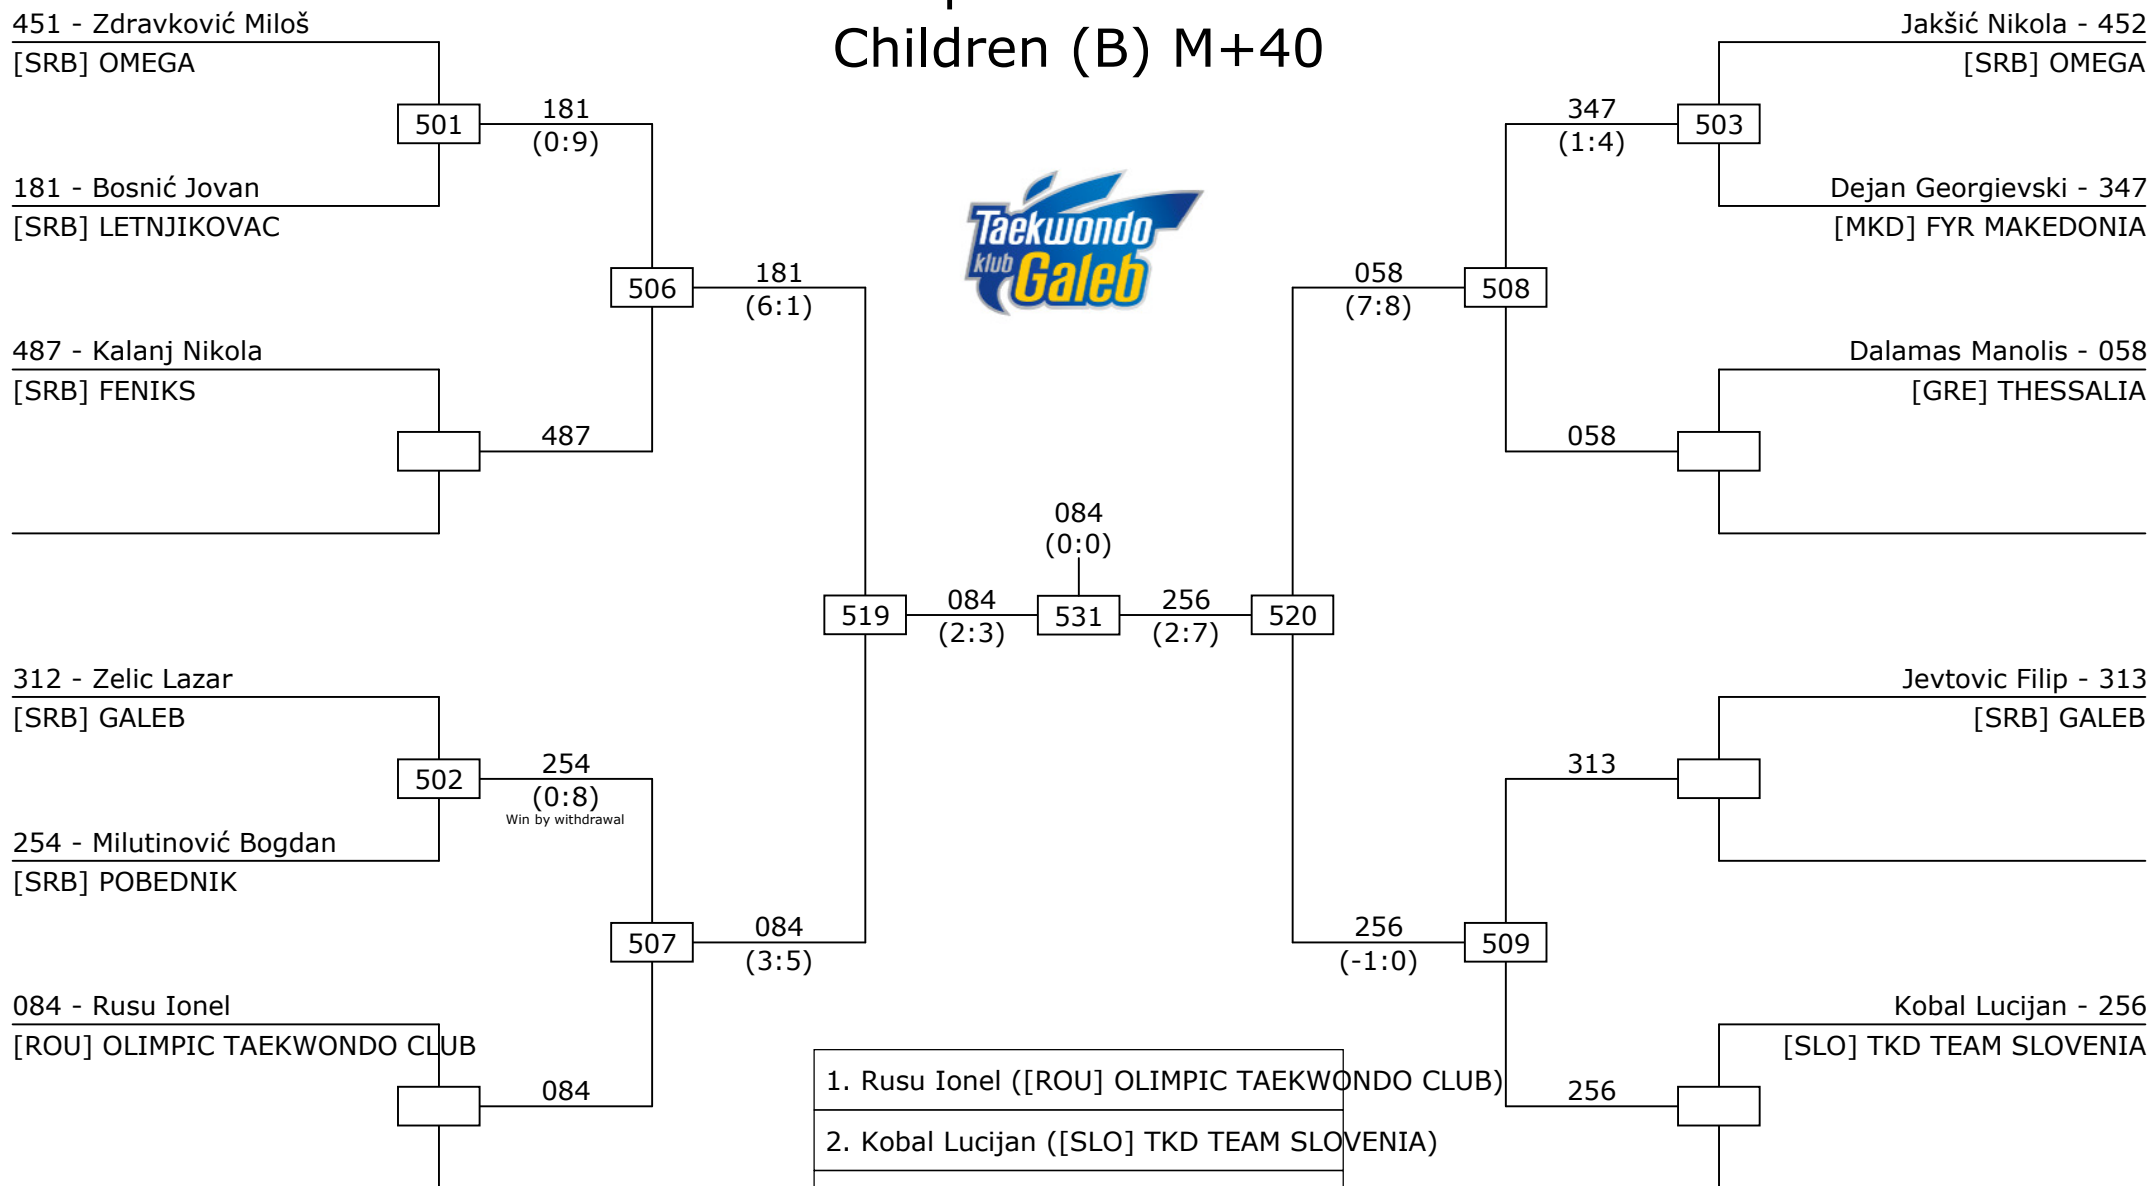 Children (B) M+40
451 - Zdravković Miloš
[SRB] OMEGA
501
181
(0:9)
181 - Bosnić Jovan
[SRB] LETNJIKOVAC
506
181
(6:1)
487 - Kalanj Nikola
[SRB] FENIKS
487
312 - Zelic Lazar
[SRB] GALEB
502
254
(0:8)
Win by withdrawal
254 - Milutinović Bogdan
[SRB] POBEDNIK
507
084
(3:5)
084 - Rusu Ionel
[ROU] OLIMPIC TAEKWONDO CLUB
084
Taekwondo
klub Galeb
084
(0:0)
519
084
(2:3)
531
256
(2:7)
520
Jakšić Nikola - 452
[SRB] OMEGA
347
(1:4)
503
Dejan Georgievski - 347
[MKD] FYR MAKEDONIA
058
(7:8)
508
Dalamas Manolis - 058
[GRE] THESSALIA
058
Jevtovic Filip - 313
[SRB] GALEB
313
256
(-1:0)
509
Kobal Lucijan - 256
[SLO] TKD TEAM SLOVENIA
256
1. Rusu Ionel ([ROU] OLIMPIC TAEKWONDO CLUB)
2. Kobal Lucijan ([SLO] TKD TEAM SLOVENIA)